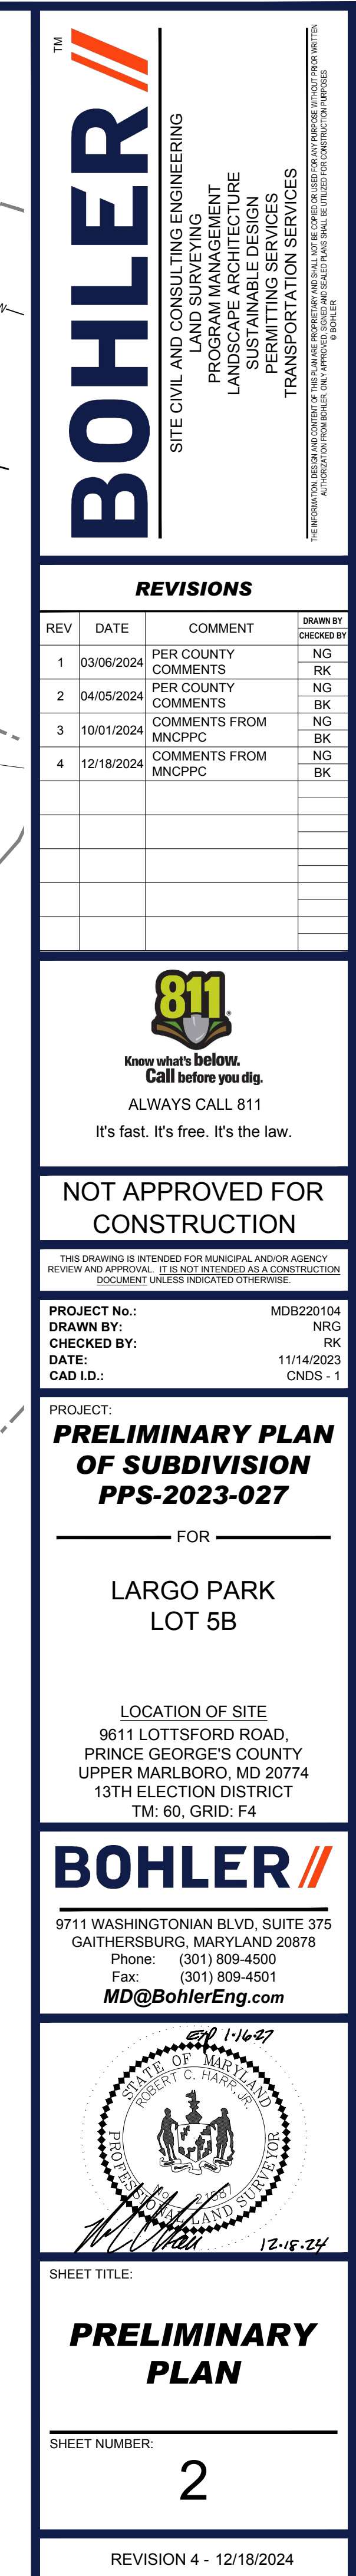 BOHLER//
TM
SITE CIVIL AND CONSULTING ENGINEERING
LAND SURVEYING
PROGRAM MANAGEMENT
LANDSCAPE ARCHITECTURE
SUSTAINABLE DESIGN
PERMITTING SERVICES
TRANSPORTATION SERVICES
THE INFORMATION, DESIGN AND CONTENT OF THIS PLAN ARE PROPRIETARY AND SHALL NOT BE COPIED OR USED FOR ANY PURPOSE WITHOUT PRIOR WRITTEN
AUTHORIZATION FROM BOHLER. ONLY APPROVED, SIGNED AND SEALED PLANS SHALL BE UTILIZED FOR CONSTRUCTION PURPOSES
© BOHLER
REVISIONS
REV DATE COMMENT DRAWN BY
CHECKED BY
1 03/06/2024 PER COUNTY COMMENTS NG
RK
2 04/05/2024 PER COUNTY COMMENTS NG
BK
3 10/01/2024 COMMENTS FROM MNCPPC NG
BK
4 12/18/2024 COMMENTS FROM MNCPPC NG
BK
811®
Know what's below.
Call before you dig.
ALWAYS CALL 811
It's fast. It's free. It's the law.
NOT APPROVED FOR
CONSTRUCTION
THIS DRAWING IS INTENDED FOR MUNICIPAL AND/OR AGENCY
REVIEW AND APPROVAL. IT IS NOT INTENDED AS A CONSTRUCTION
DOCUMENT UNLESS INDICATED OTHERWISE.
PROJECT No.: MDB220104
DRAWN BY: NRG
CHECKED BY: RK
DATE: 11/14/2023
CAD I.D.: CNDS - 1
PROJECT:
PRELIMINARY PLAN
OF SUBDIVISION
PPS-2023-027
FOR
LARGO PARK
LOT 5B
LOCATION OF SITE
9611 LOTTSFORD ROAD,
PRINCE GEORGE'S COUNTY
UPPER MARLBORO, MD 20774
13TH ELECTION DISTRICT
TM: 60, GRID: F4
BOHLER//
9711 WASHINGTONIAN BLVD, SUITE 375
GAITHERSBURG, MARYLAND 20878
Phone: (301) 809-4500
Fax: (301) 809-4501
MD@BohlerEng.com
Exp 1-16-27
STATE OF MARYLAND
ROBERT C. HARR, JR.
No.
PROFESSIONAL LAND SURVEYOR
12.18.24
SHEET TITLE:
PRELIMINARY
PLAN
SHEET NUMBER:
2
REVISION 4 - 12/18/2024